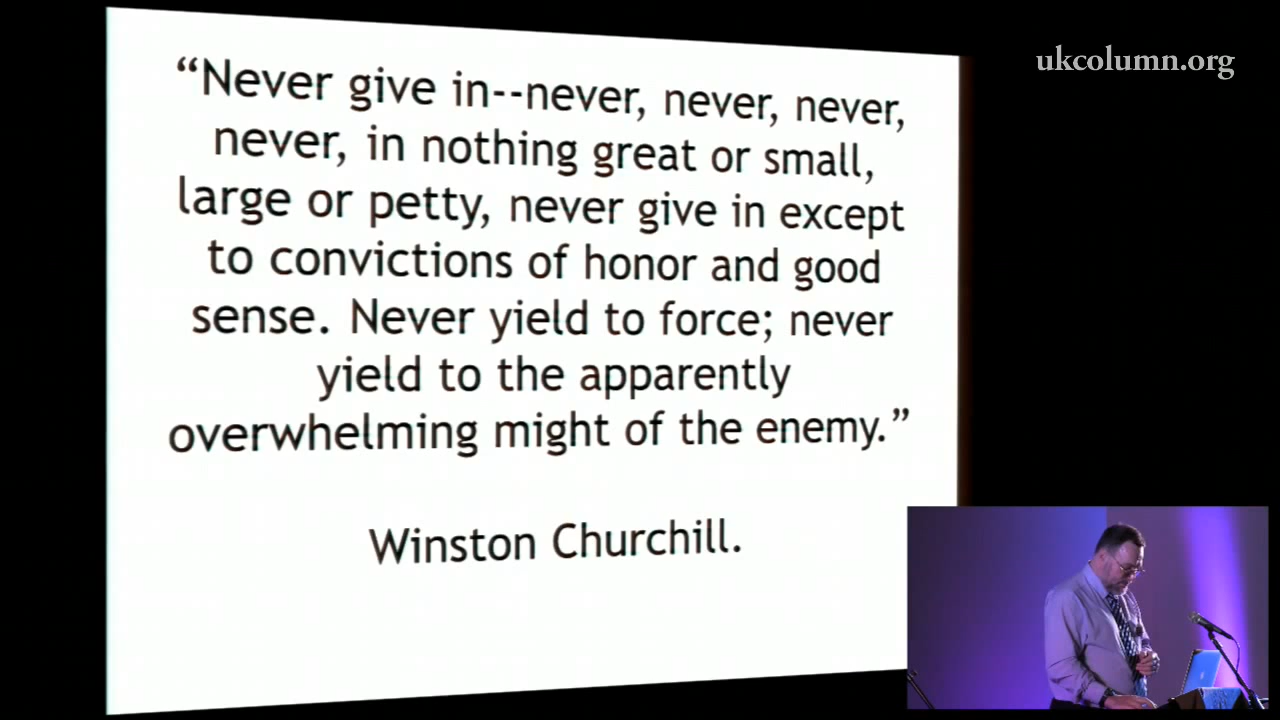 ukcolumn.org
“Never give in--never, never, never,
never, in nothing great or small,
large or petty, never give in except
to convictions of honor and good
sense. Never yield to force; never
yield to the apparently
overwhelming might of the enemy.”
Winston Churchill.